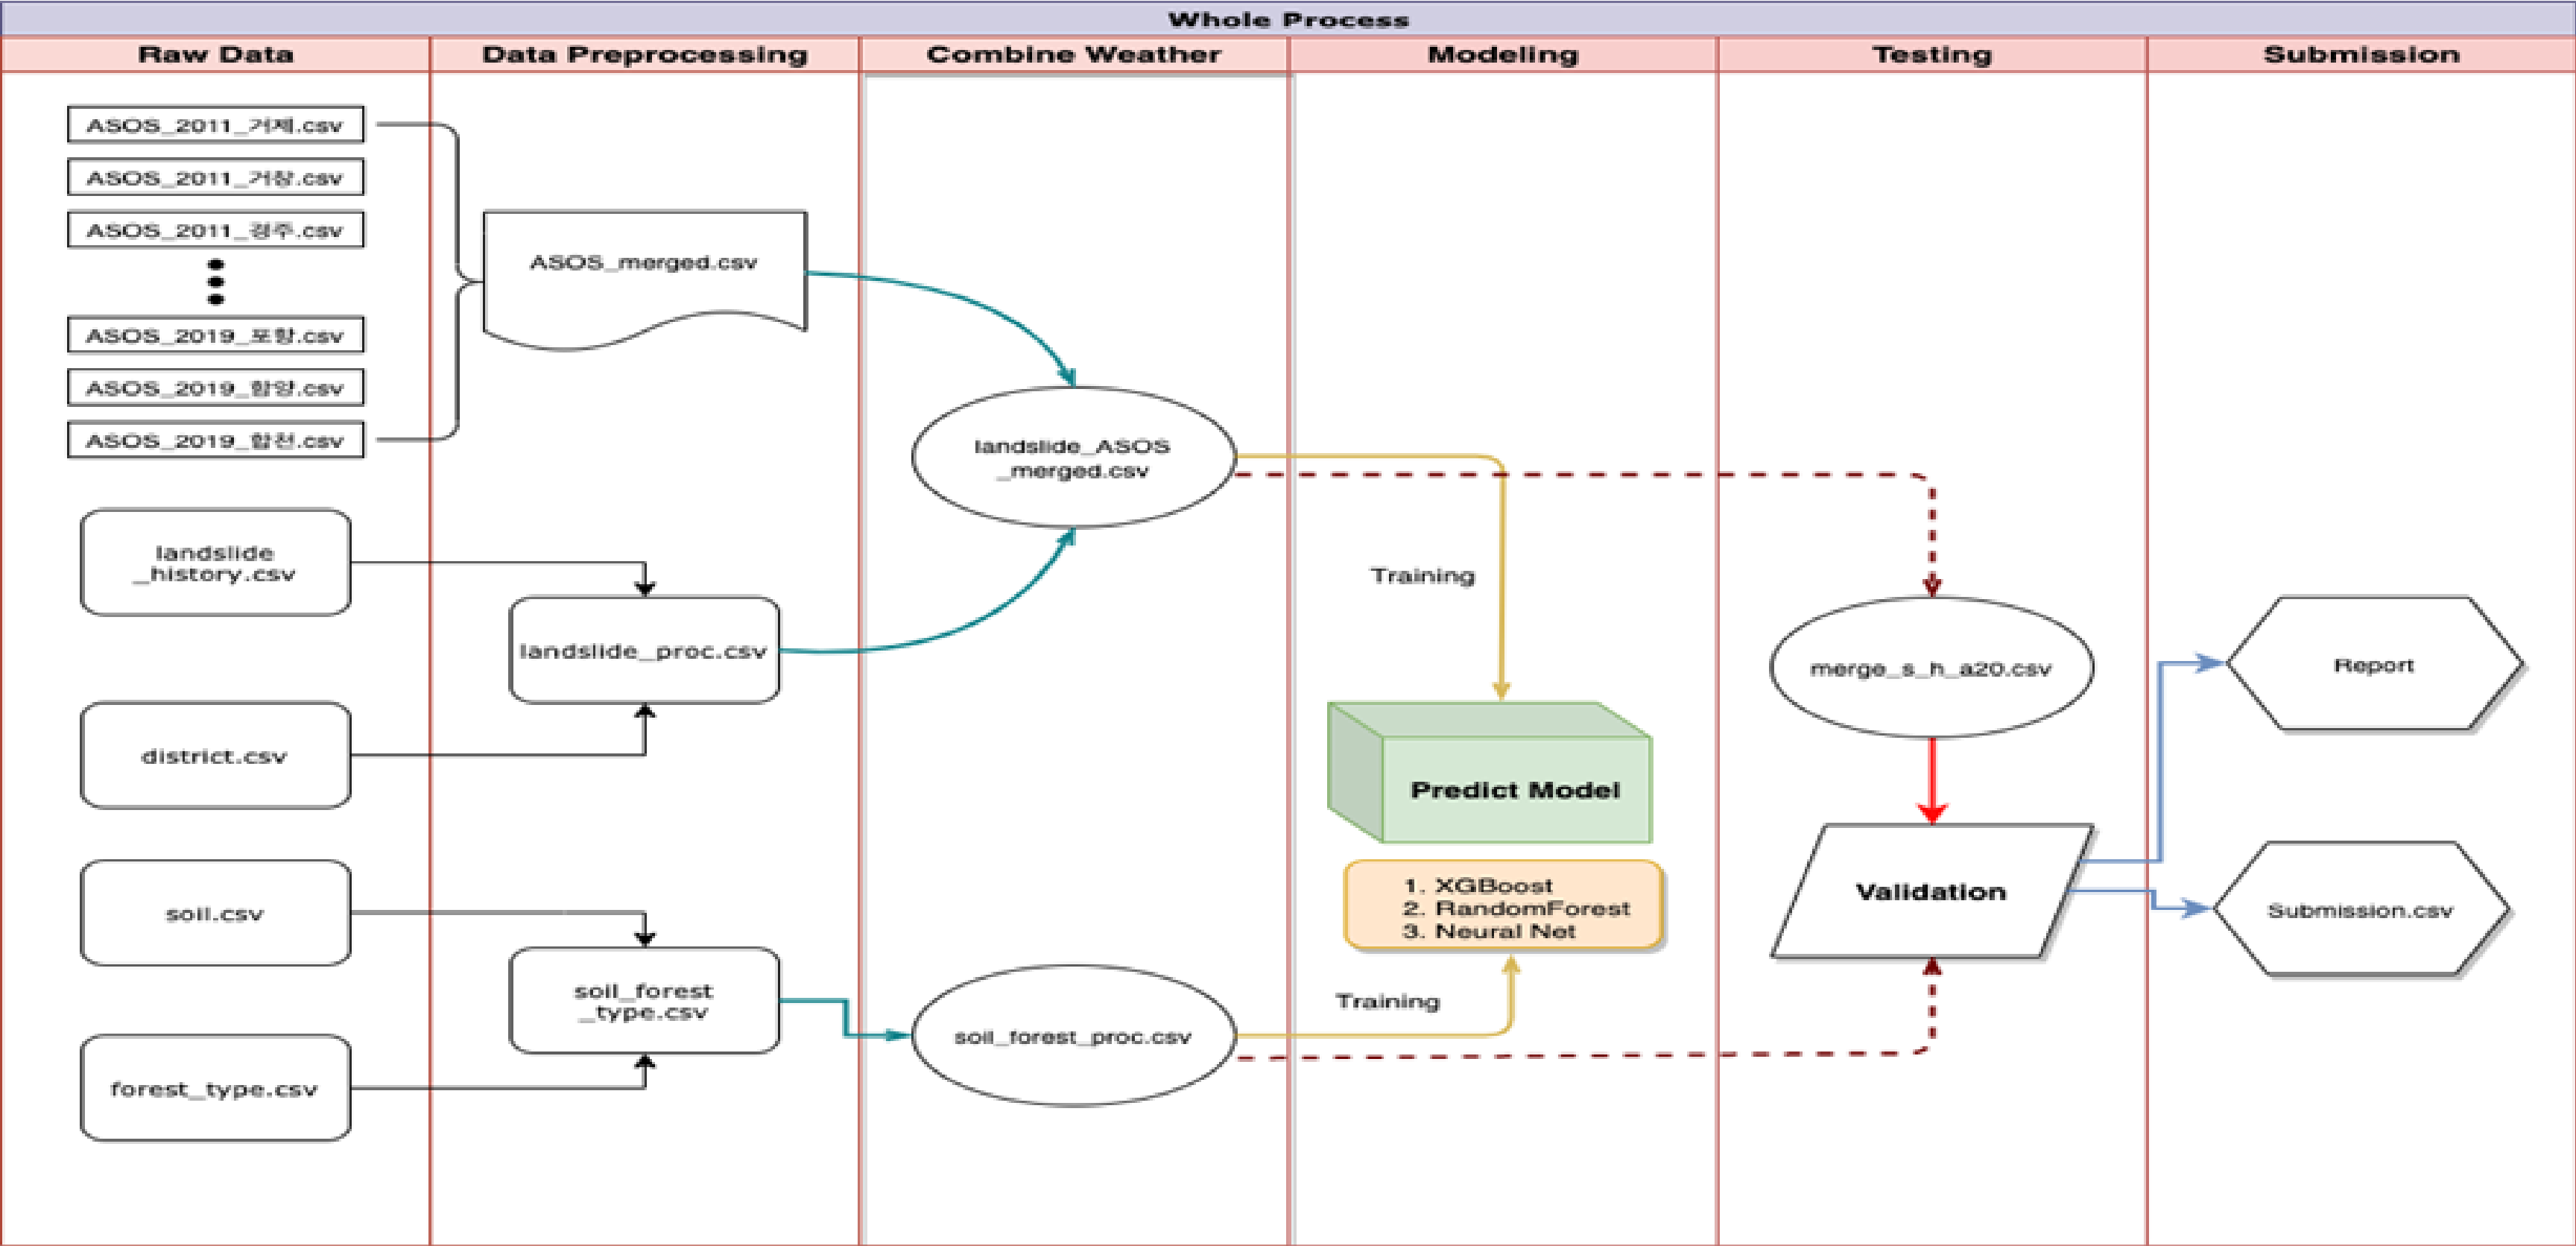 Whole Process
Raw Data
Data Preprocessing
Combine Weather
Modeling
Testing
Submission
ASOS_2011_거제.csv
ASOS_2011_거창.csv
ASOS_2011_경주.csv
ASOS_2019_포항.csv
ASOS_2019_함양.csv
ASOS_2019_합천.csv
landslide
_history.csv
district.csv
soil.csv
forest_type.csv
ASOS_merged.csv
landslide_proc.csv
soil_forest
_type.csv
landslide_ASOS
_merged.csv
soil_forest_proc.csv
Training
Predict Model
1. XGBoost
2. RandomForest
3. Neural Net
Training
merge_s_h_a20.csv
Validation
Report
Submission.csv